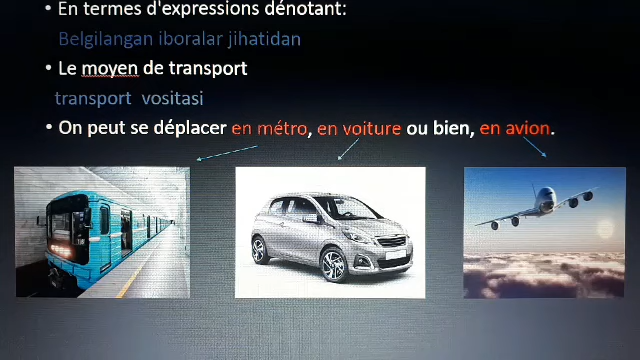 • En termes d'expressions dénotant:
Belgilangan iboralar jihatidan
• Le moyen de transport
transport vositasi
• On peut se déplacer en métro, en voiture ou bien, en avion.